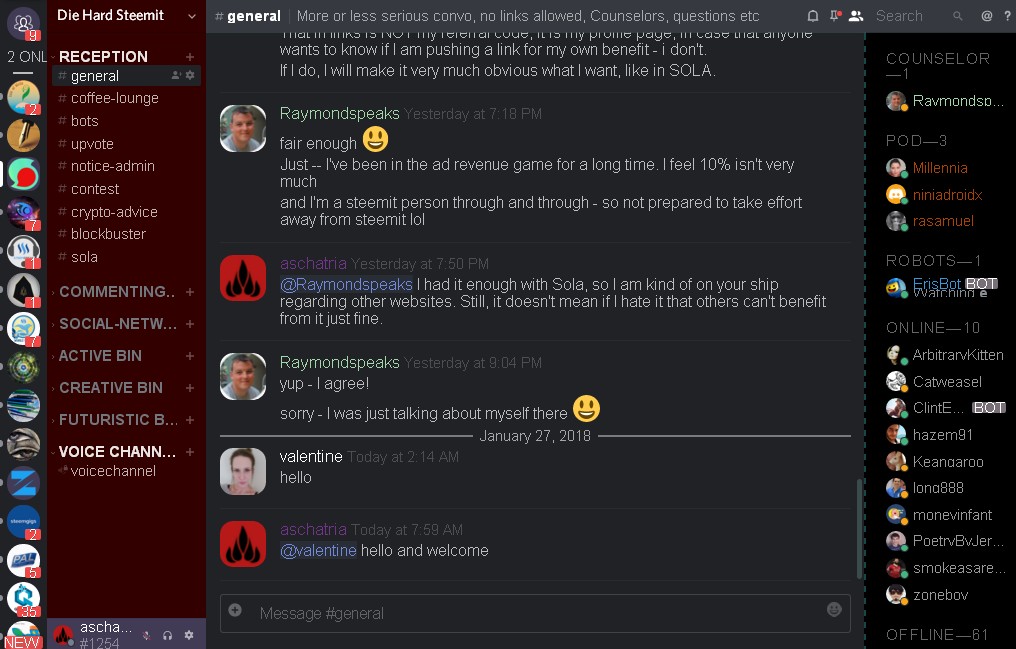 Die Hard Steemit
# general
More or less serious convo, no links allowed, Counselors, questions etc
Search
@ ?
9
2 ONL
2
7
1
1
7
2
5
35
NEW
steemgigs
PAL
RECEPTION
# general
# coffee-lounge
# bots
# upvote
# notice-admin
# contest
# crypto-advice
# blockbuster
# sola
COMMENTING..
SOCIAL-NETW...
ACTIVE BIN
CREATIVE BIN
FUTURISTIC B...
VOICE CHANN...
voicechannel
ascha...
#1254
That in links is NOT my referral code, it is my profile page, in case that anyone
wants to know if I am pushing a link for my own benefit - i don't.
If I do, I will make it very much obvious what I want, like in SOLA.
Raymondspeaks Yesterday at 7:18 PM
fair enough
Just -- I've been in the ad revenue game for a long time. I feel 10% isn't very
much
and I'm a steemit person through and through - so not prepared to take effort
away from steemit lol
aschatria Yesterday at 7:50 PM
@Raymondspeaks I had it enough with Sola, so I am kind of on your ship
regarding other websites. Still, it doesn't mean if I hate it that others can't benefit
from it just fine.
Raymondspeaks Yesterday at 9:04 PM
yup - I agree!
sorry - I was just talking about myself there
January 27, 2018
valentine Today at 2:14 AM
hello
aschatria Today at 7:59 AM
@valentine hello and welcome
Message #general
COUNSELOR
—1
Raymondsp...
POD—3
Millennia
niniadroidx
rasamuel
ROBOTS—1
ErisBot BOT
Watching e
ONLINE—10
ArbitraryKitten
Catweasel
ClintE... BOT
hazem91
Keangaroo
long888
moneyinfant
PoetryByJer...
smokeasare...
zoneboy
OFFLINE—61